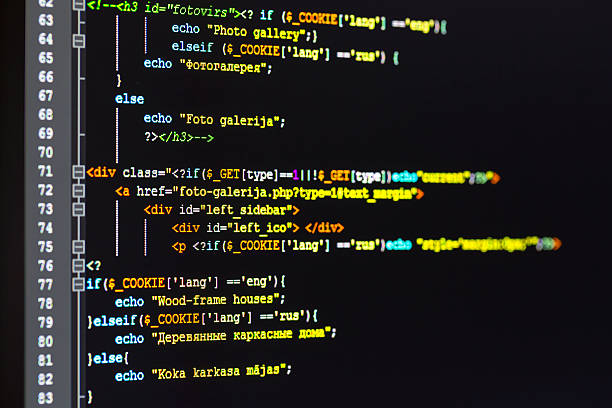 62 <!--<h3 id="fotovirs"><? if ($_COOKIE['lang'] =='eng'){
63 echo "Photo gallery";}
64 elseif ($_COOKIE['lang'] =='rus') {
65 echo "Фотогалерея";
66 }
67 else
68 echo "Foto galerija";
69 ?></h3>-->
70
71 <div class="<?if($_GET[type]==1||!$_GET[type])echo"current";?>">
72 <a href="foto-galerija.php?type=1#text_margin">
73 <div id="left_sidebar">
74 <div id="left_ico"> </div>
75 <p <?if($_COOKIE['lang'] =='rus')echo
76 <?
77 if($_COOKIE['lang'] =='eng'){
78 echo "Wood-frame houses";
79 }elseif($_COOKIE['lang'] =='rus'){
80 echo "Деревянные каркасные дома";
81 }else{
82 echo "Koka karkasa mājas";
83 }